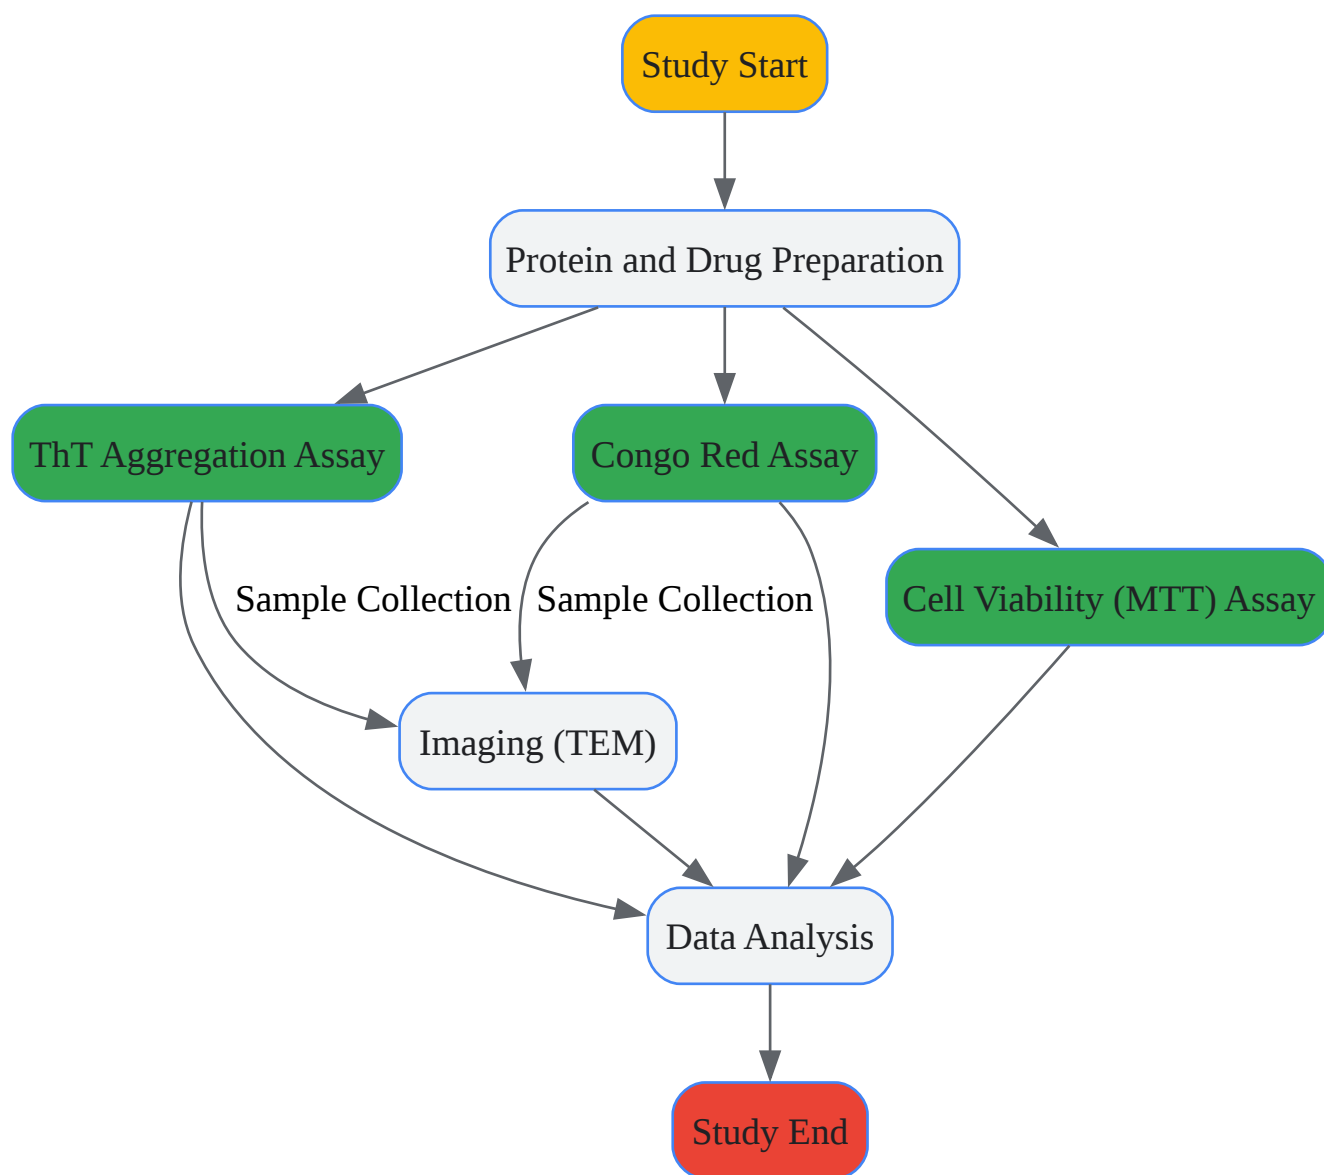 Study Start
Protein and Drug Preparation
ThT Aggregation Assay
Congo Red Assay
Cell Viability (MTT) Assay
Sample Collection
Sample Collection
Imaging (TEM)
Data Analysis
Study End